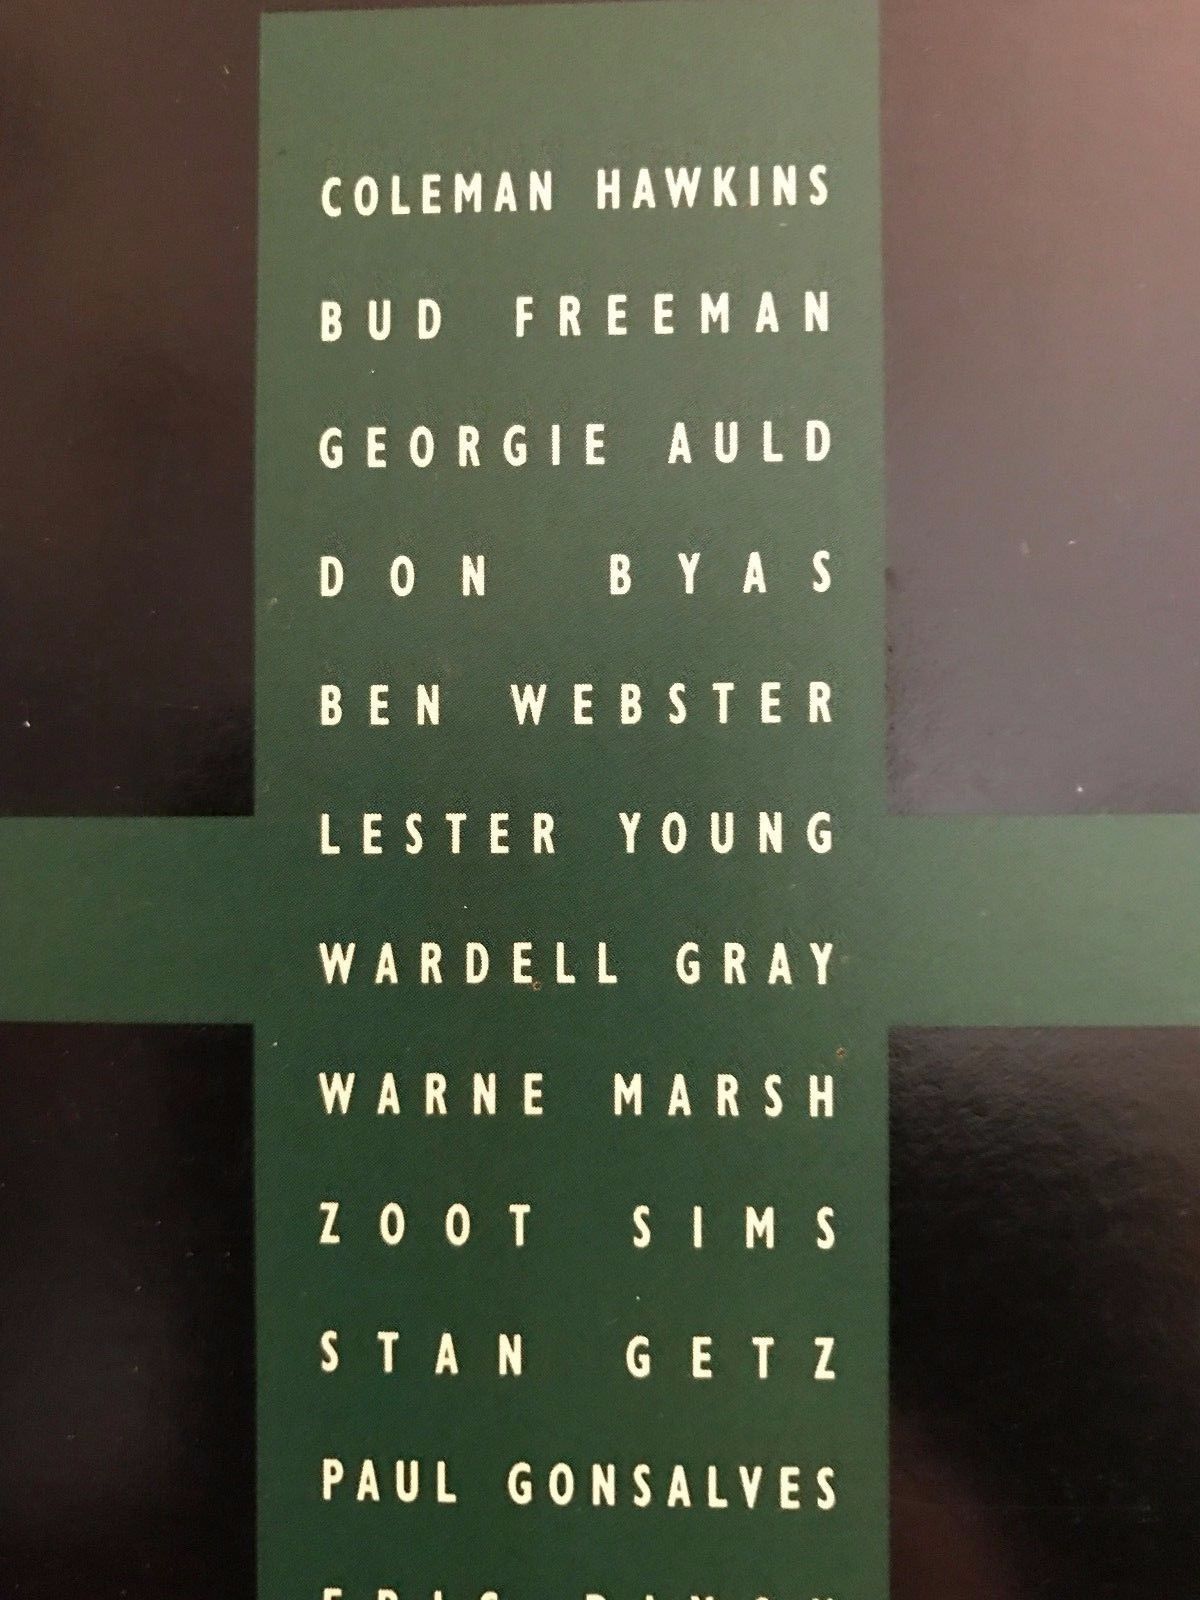 COLEMAN HAWKINS
BUD FREEMAN
GEORGIE AULD
DON BYAS
BEN WEBSTER
LESTER YOUNG
WARDELL GRAY
WARNE MARSH
ZOOT SIMS
STAN GETZ
PAUL GONSALVES